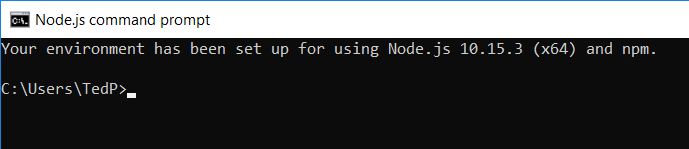 Node.js command prompt
Your environment has been set up for using Node.js 10.15.3 (x64) and npm.
C:\Users\TedP>